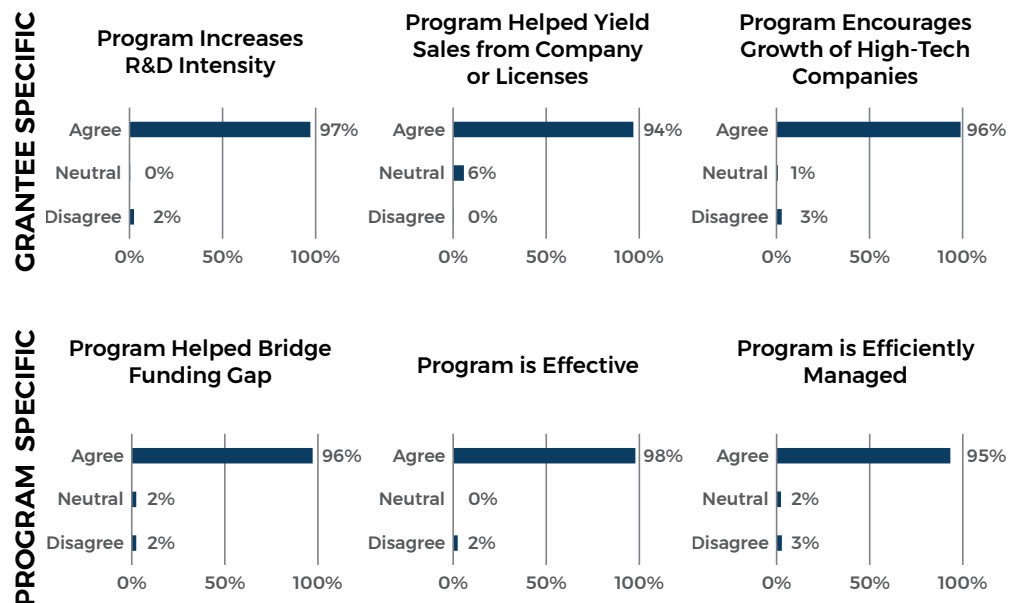 GRANTEE SPECIFIC
Program Increases
R&D Intensity
Agree 97%
Neutral 0%
Disagree 2%
0% 50% 100%
Program Helped Yield
Sales from Company
or Licenses
Agree 94%
Neutral 6%
Disagree 0%
0% 50% 100%
Program Encourages
Growth of High-Tech
Companies
Agree 96%
Neutral 1%
Disagree 3%
0% 50% 100%
PROGRAM SPECIFIC
Program Helped Bridge
Funding Gap
Agree 96%
Neutral 2%
Disagree 2%
0% 50% 100%
Program is Effective
Agree 98%
Neutral 0%
Disagree 2%
0% 50% 100%
Program is Efficiently
Managed
Agree 95%
Neutral 2%
Disagree 3%
0% 50% 100%